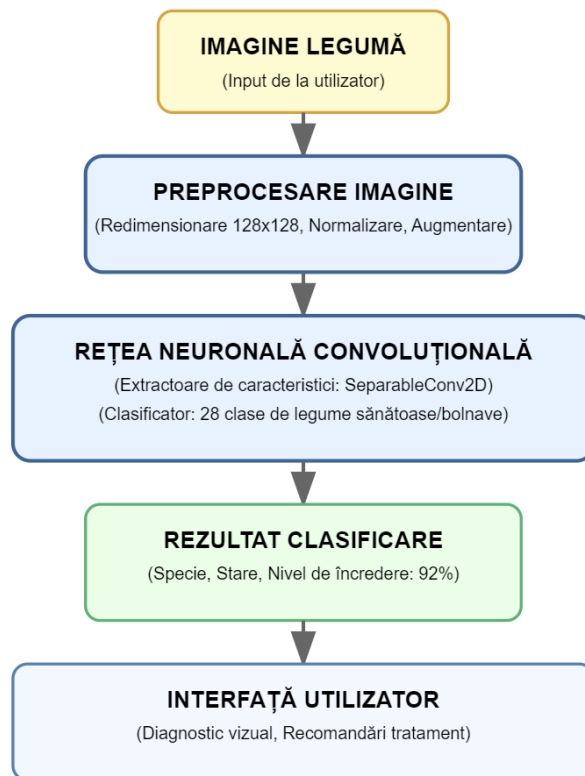 IMAGINE LEGUMĂ
(Input de la utilizator)
PREPROCESARE IMAGINE
(Redimensionare 128x128, Normalizare, Augmentare)
REȚEA NEURONALĂ CONVOLUȚIONALĂ
(Extractoare de caracteristici: SeparableConv2D)
(Clasificator: 28 clase de legume sănătoase/bolnave)
REZULTAT CLASIFICARE
(Specie, Stare, Nivel de încredere: 92%)
INTERFAȚĂ UTILIZATOR
(Diagnostic vizual, Recomandări tratament)